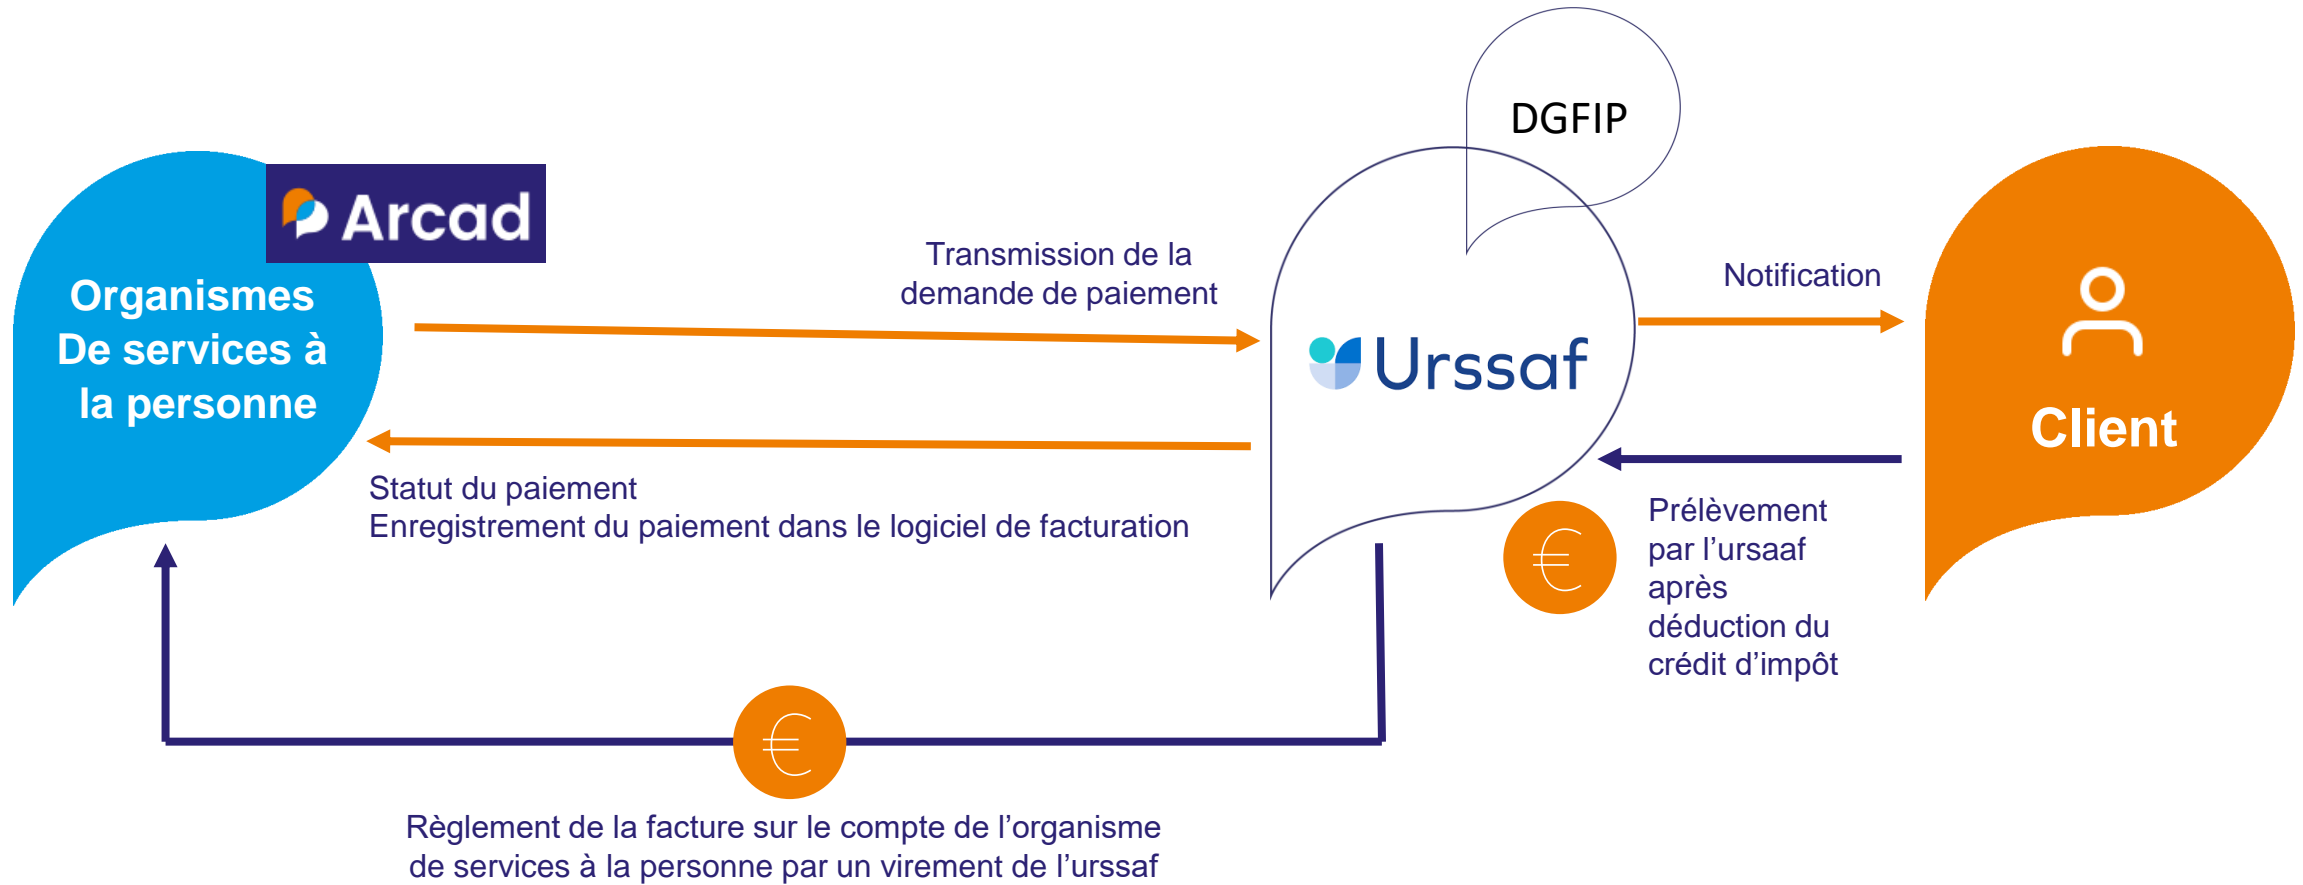 DGFIP
Arcad
Organismes
De services à
la personne
Transmission de la
demande de paiement
Urssaf
Notification
Client
Statut du paiement
Enregistrement du paiement dans le logiciel de facturation
Prélèvement
par l’ursaaf
après
déduction du
crédit d’impôt
€
€
Règlement de la facture sur le compte de l’organisme
de services à la personne par un virement de l’urssaf